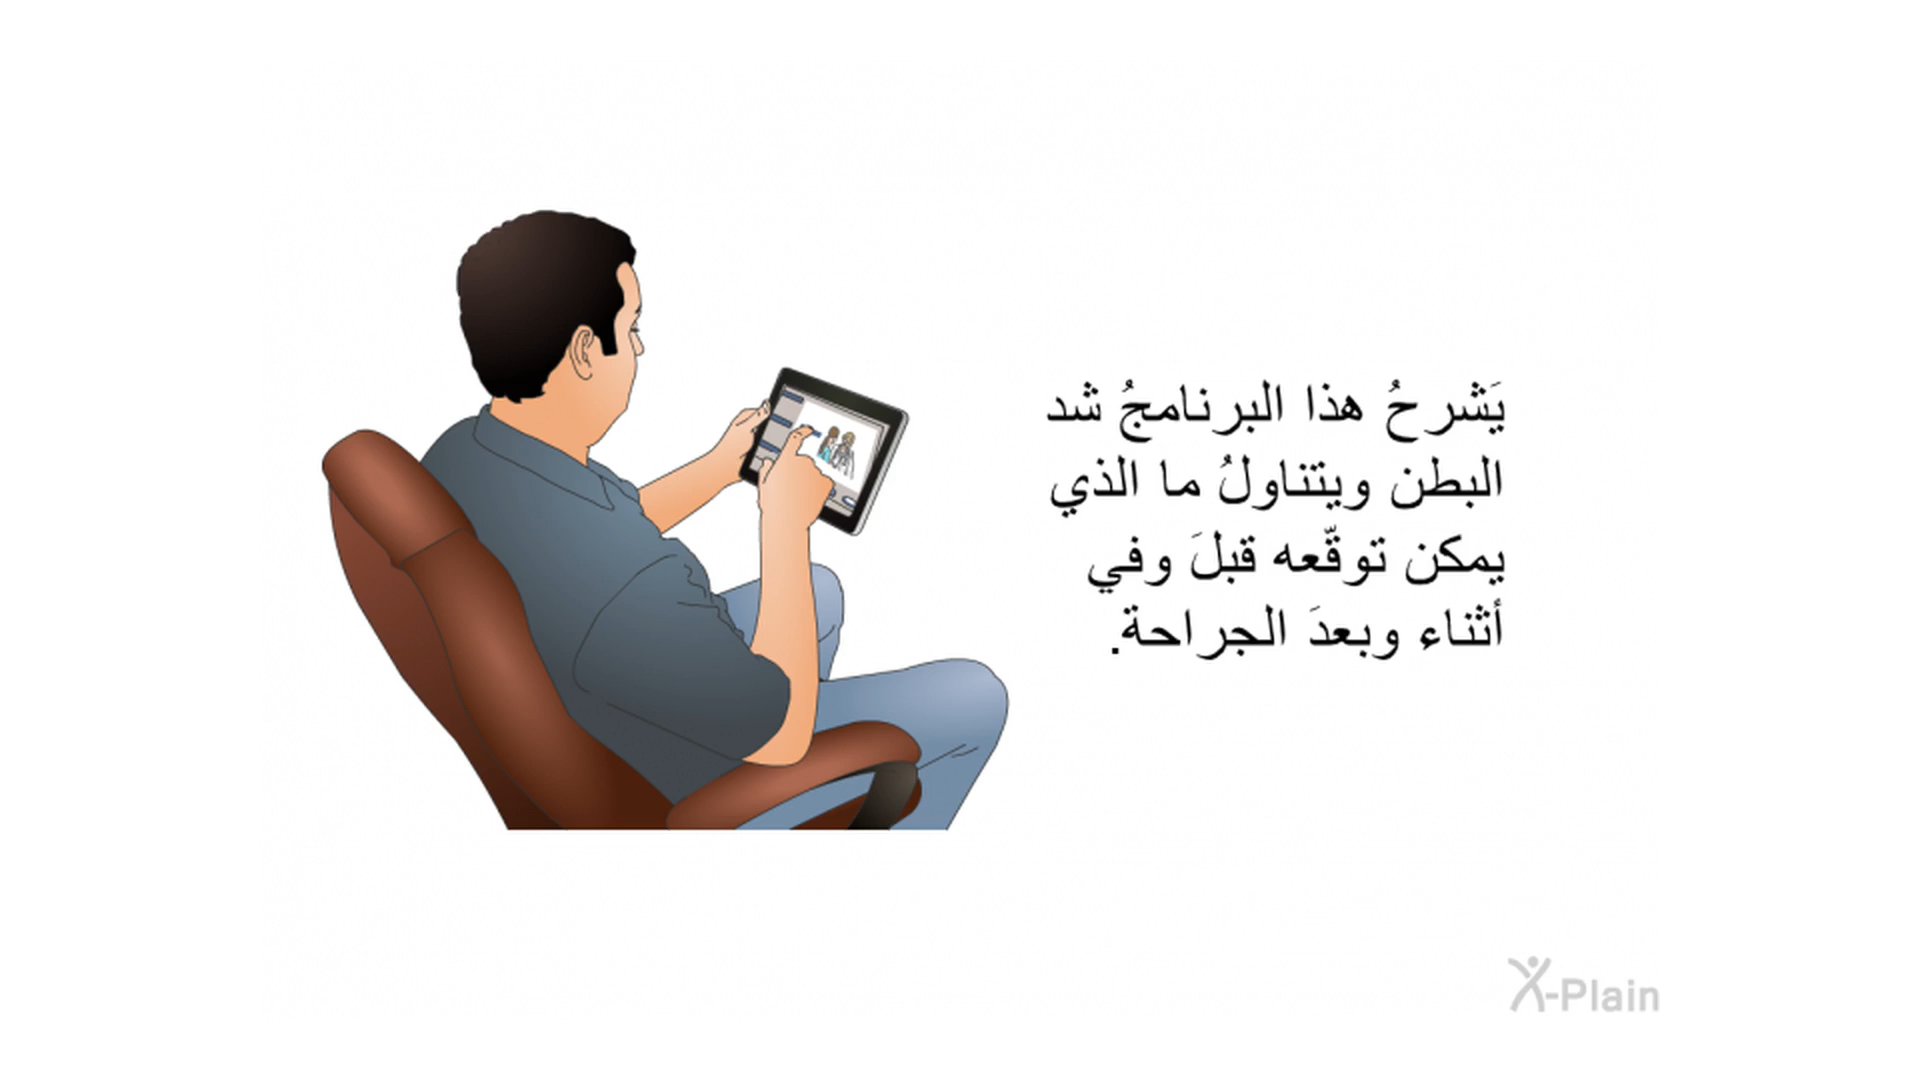 يَشرحُ هذا البرنامجُ شد
البطن ويتناولُ ما الذي
يمكن توقّعه قبلَ وفي
أثناء وبعدَ الجراحة.
X-Plain